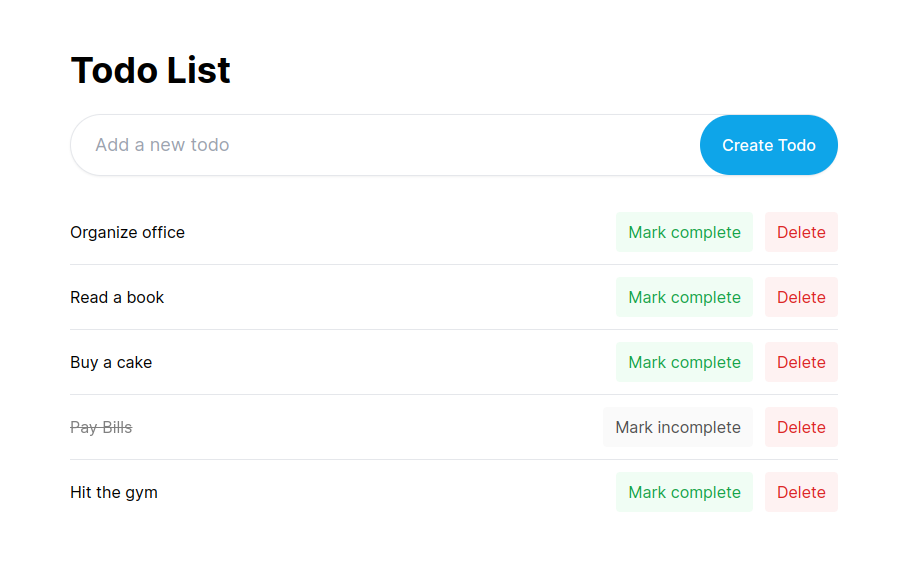 Todo List
Add a new todo Create Todo
Organize office Mark complete Delete
Read a book Mark complete Delete
Buy a cake Mark complete Delete
Pay Bills Mark incomplete Delete
Hit the gym Mark complete Delete